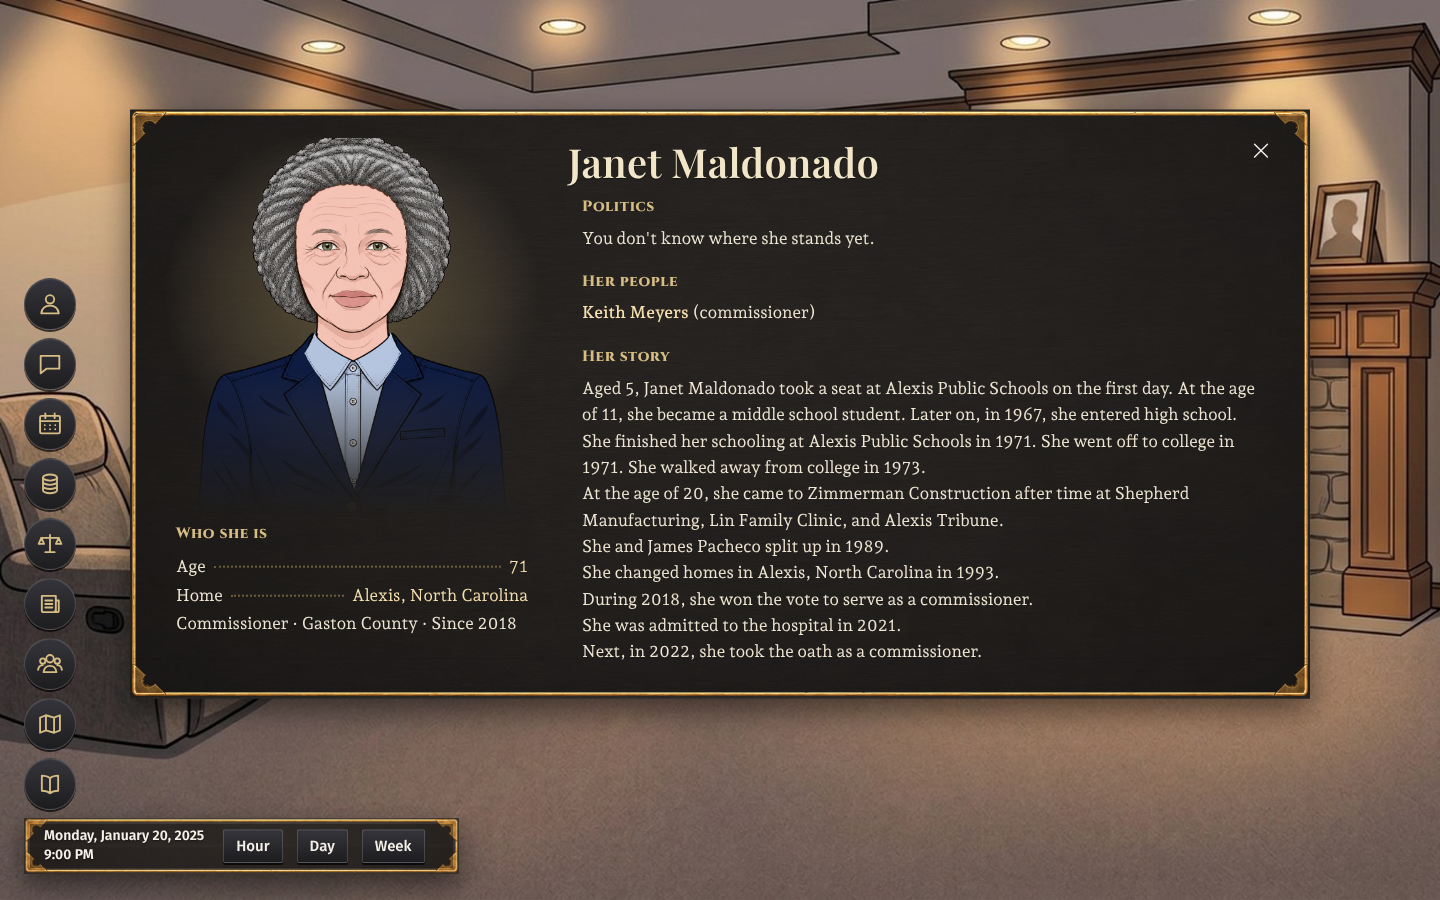 Janet Maldonado
Politics
You don't know where she stands yet.
Her people
Keith Meyers (commissioner)
Her story
Aged 5, Janet Maldonado took a seat at Alexis Public Schools on the first day. At the age
of 11, she became a middle school student. Later on, in 1967, she entered high school.
She finished her schooling at Alexis Public Schools in 1971. She went off to college in
1971. She walked away from college in 1973.
At the age of 20, she came to Zimmerman Construction after time at Shepherd
Manufacturing, Lin Family Clinic, and Alexis Tribune.
She and James Pacheco split up in 1989.
She changed homes in Alexis, North Carolina in 1993.
During 2018, she won the vote to serve as a commissioner.
She was admitted to the hospital in 2021.
Next, in 2022, she took the oath as a commissioner.
Who she is
Age 71
Home Alexis, North Carolina
Commissioner · Gaston County · Since 2018
Monday, January 20, 2025
9:00 PM
Hour
Day
Week